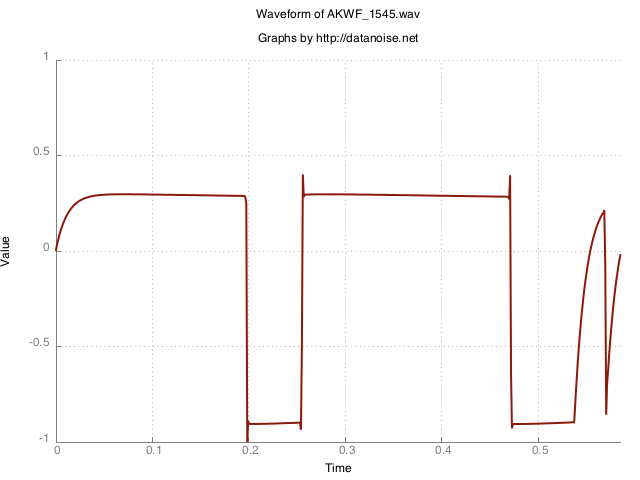 Waveform of AKWF_1545.wav
Graphs by http://datanoise.net
1
0.5
0
-0.5
-1
Value
0 0.1 0.2 0.3 0.4 0.5
Time